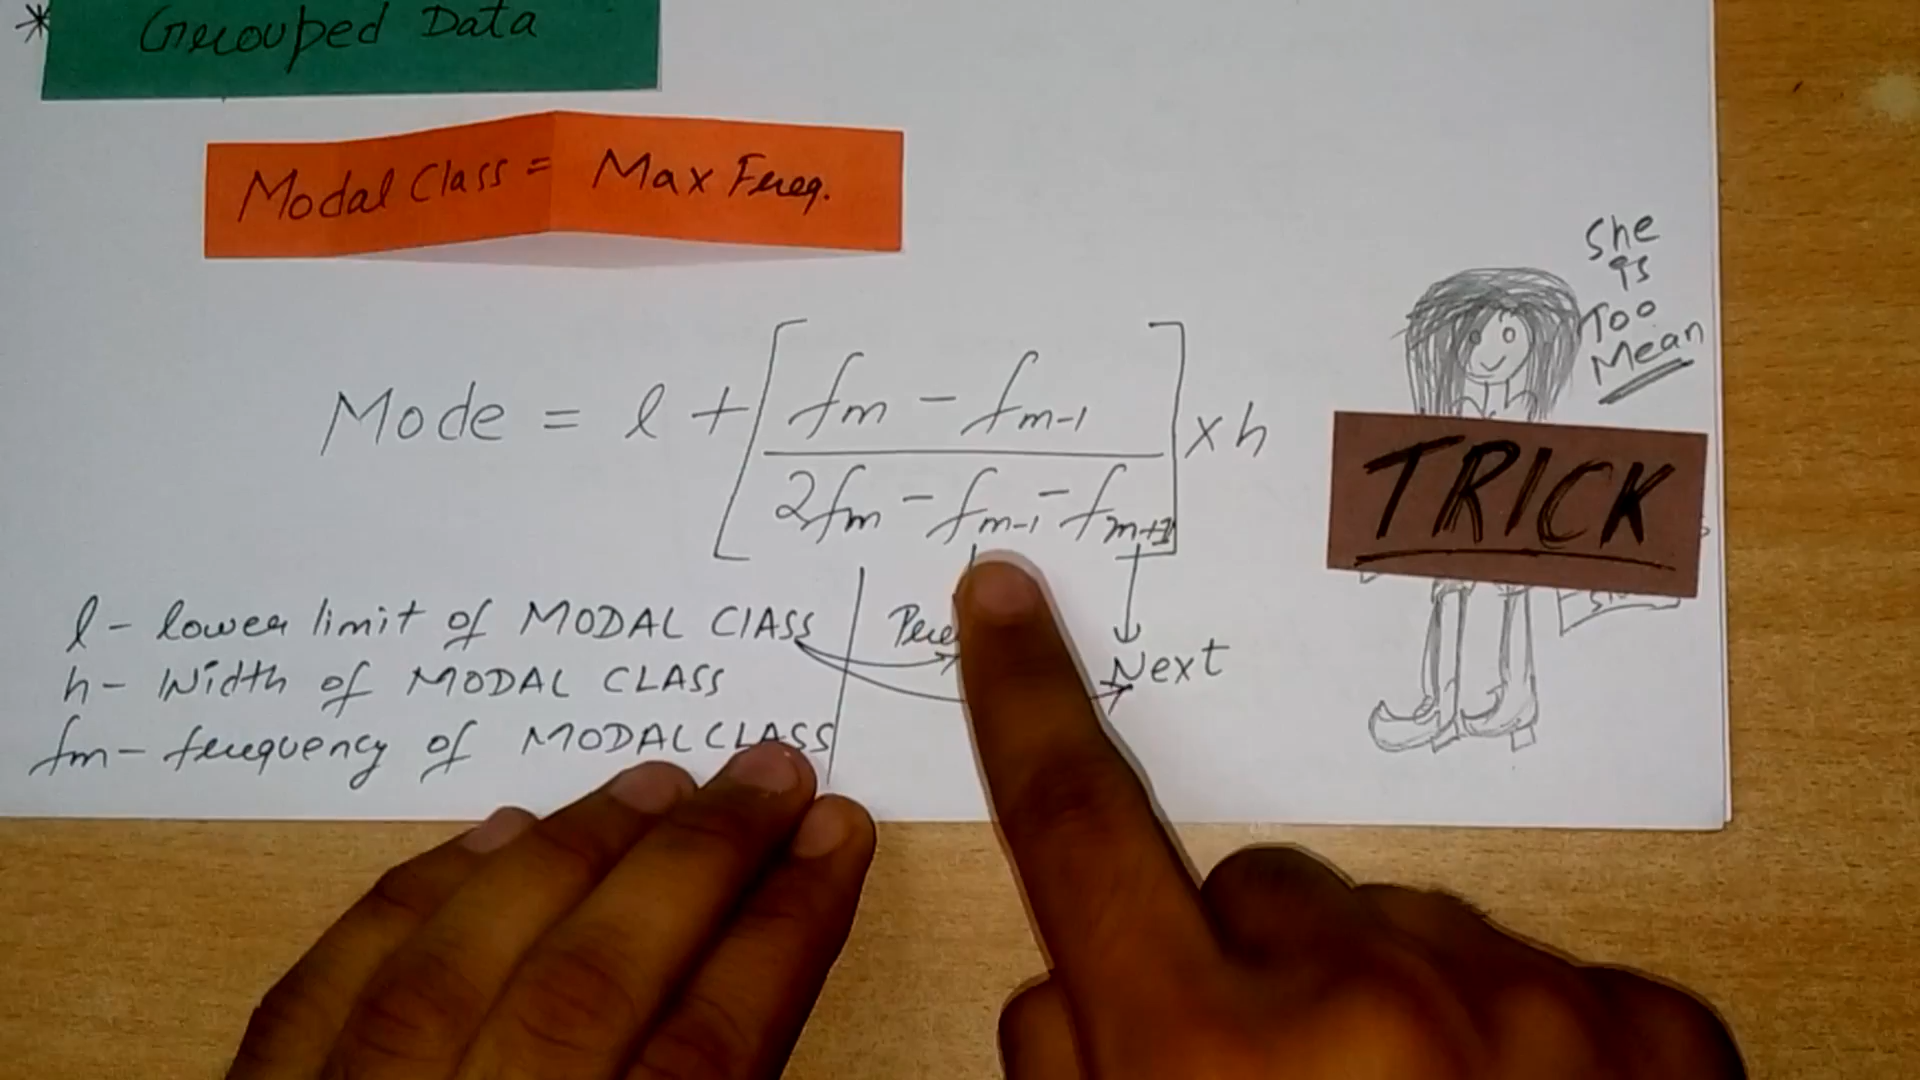 * Grouped Data
Modal Class = Max Freq.
Mode = l + [ (fm - fm-1) / (2fm - fm-1 - fm+1) ] × h
She
is
Too
Mean
TRICK
l - lower limit of MODAL ClASS
h - Width of MODAL CLASS
fm - frequency of MODAL CLASS
Next